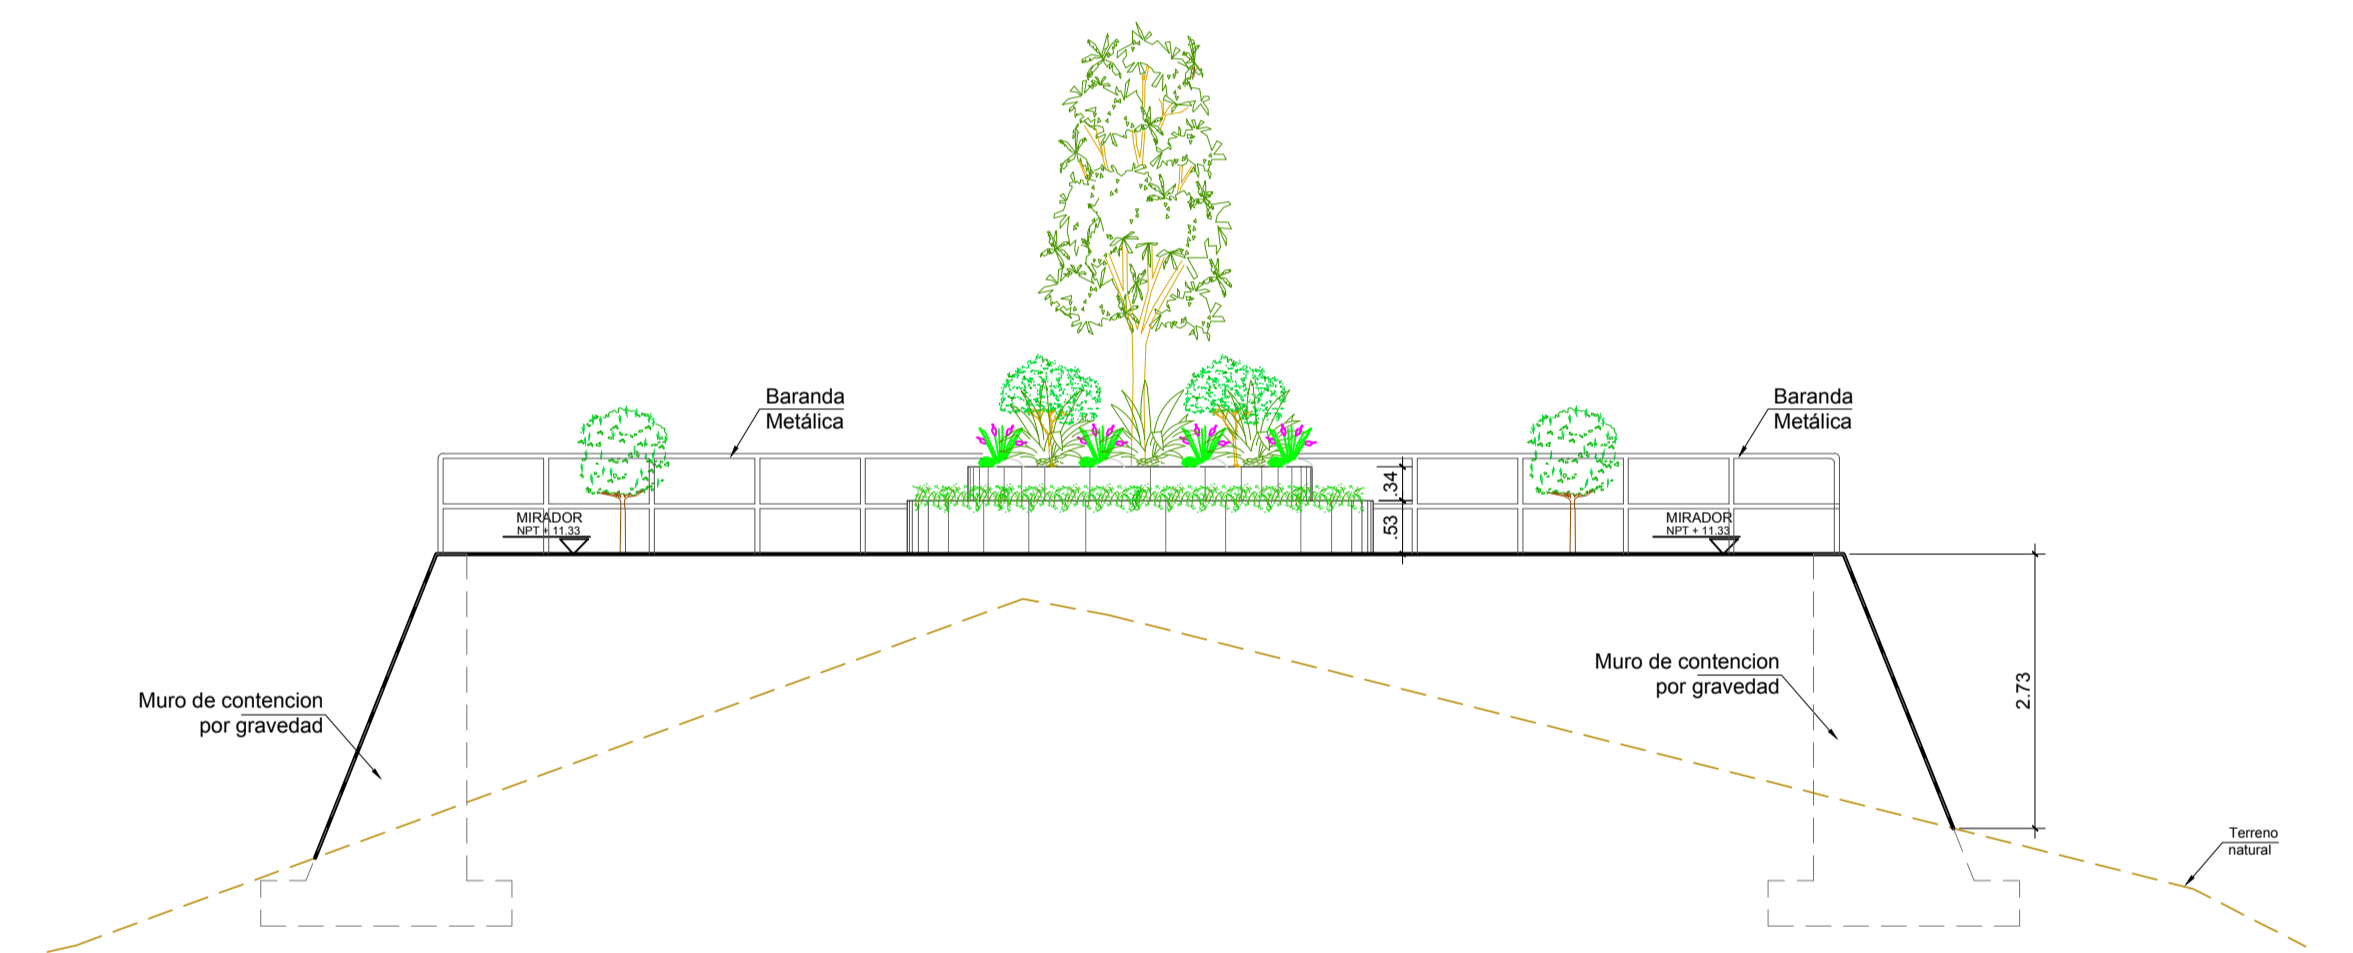 Baranda
Metálica
Baranda
Metálica
.34
.53
MIRADOR
NPT + 11.33
MIRADOR
NPT + 11.33
Muro de contencion
por gravedad
Muro de contencion
por gravedad
2.73
Terreno
natural